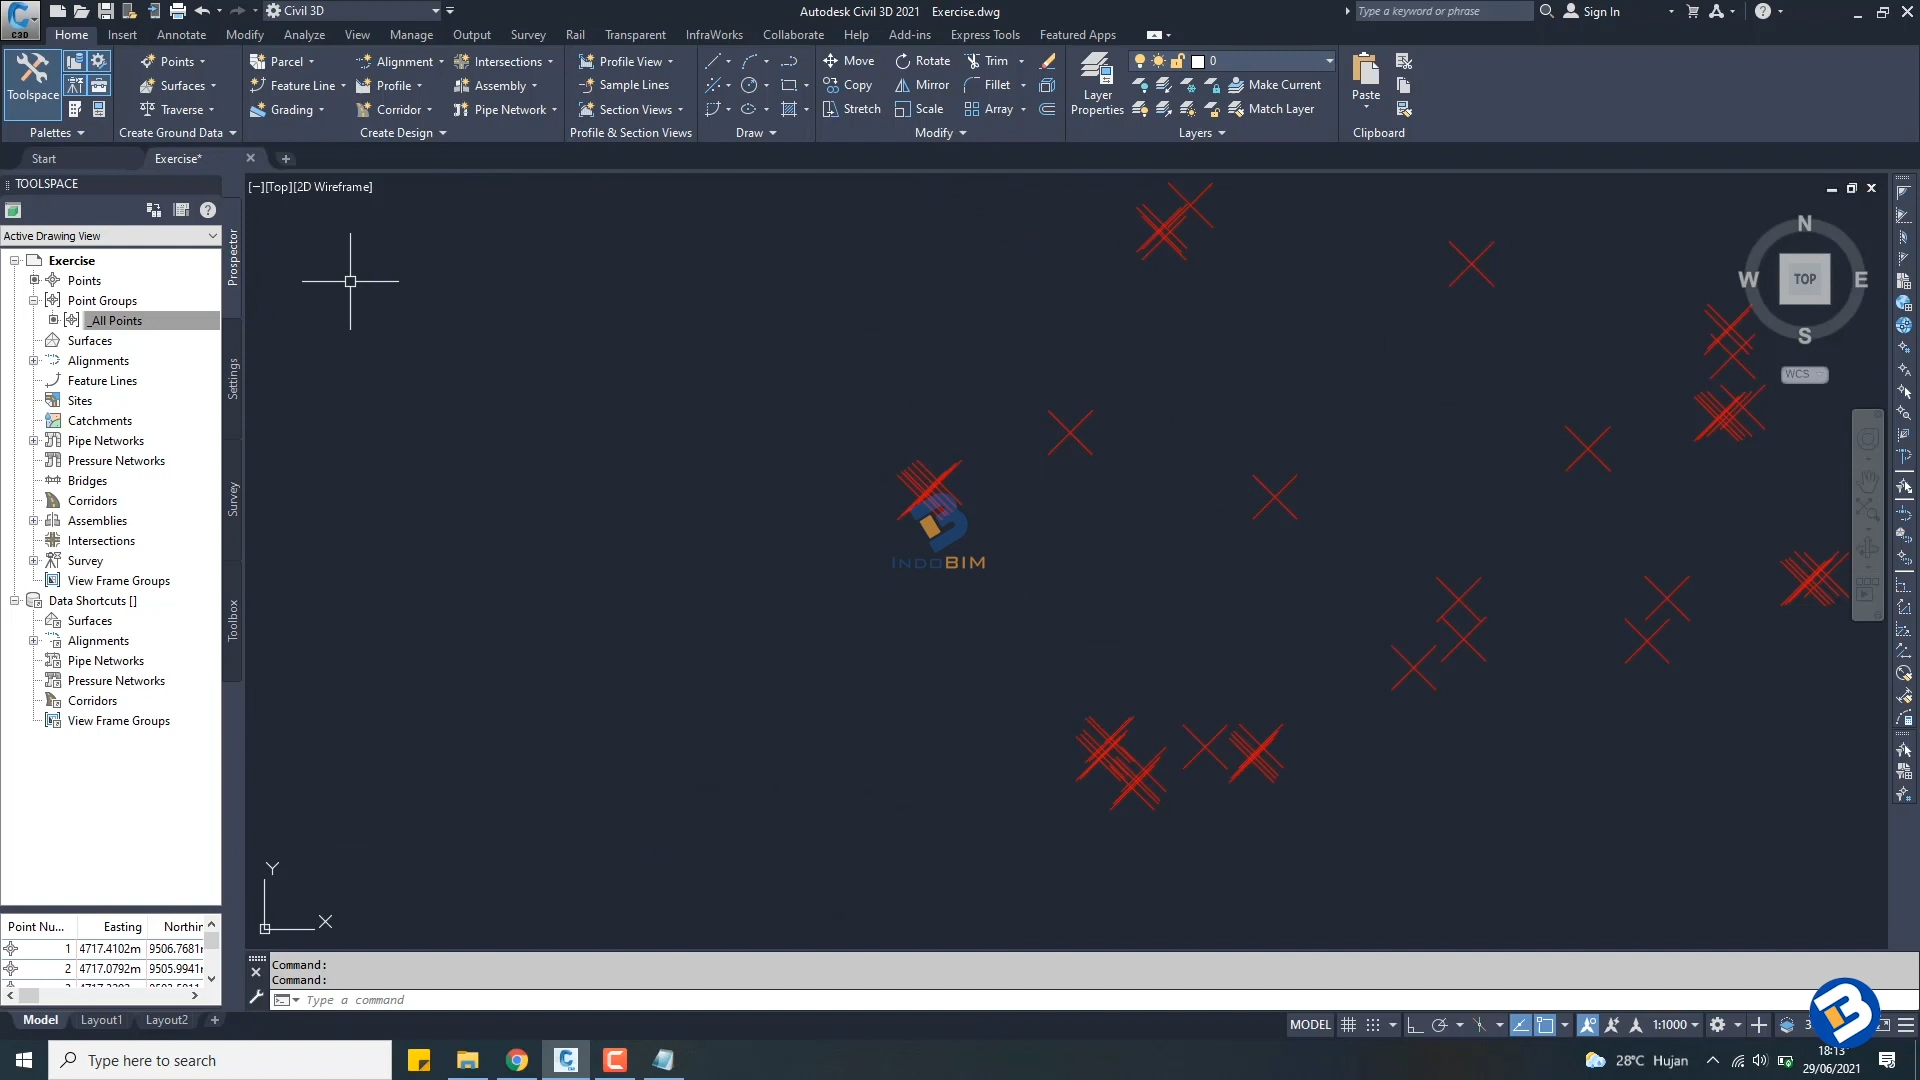 C3D
Civil 3D
Autodesk Civil 3D 2021 Exercise.dwg
Type a keyword or phrase
Sign In
Home Insert Annotate Modify Analyze View Manage Output Survey Rail Transparent InfraWorks Collaborate Help Add-ins Express Tools Featured Apps
Toolspace
Points
Surfaces
Traverse
Parcel
Feature Line
Grading
Alignment
Profile
Corridor
Intersections
Assembly
Pipe Network
Profile View
Sample Lines
Section Views
Move
Copy
Stretch
Rotate
Mirror
Scale
Trim
Fillet
Array
Layer
Properties
0
Make Current
Match Layer
Paste
Palettes Create Ground Data Create Design Profile & Section Views Draw Modify Layers Clipboard
Start Exercise*
TOOLSPACE
Active Drawing View
Exercise
Points
Point Groups
_All Points
Surfaces
Alignments
Feature Lines
Sites
Catchments
Pipe Networks
Pressure Networks
Bridges
Corridors
Assemblies
Intersections
Survey
View Frame Groups
Data Shortcuts []
Surfaces
Alignments
Pipe Networks
Pressure Networks
Corridors
View Frame Groups
Prospector
Settings
Survey
Toolbox
[−][Top][2D Wireframe]
N
W TOP E
S
WCS
INDOBIM
Y
X
Point Nu... Easting Northin
1 4717.4102m 9506.7681
2 4717.0792m 9505.9941
Command:
Command:
Type a command
Model Layout1 Layout2
MODEL 1:1000
Type here to search
28°C Hujan
18:13
29/06/2021